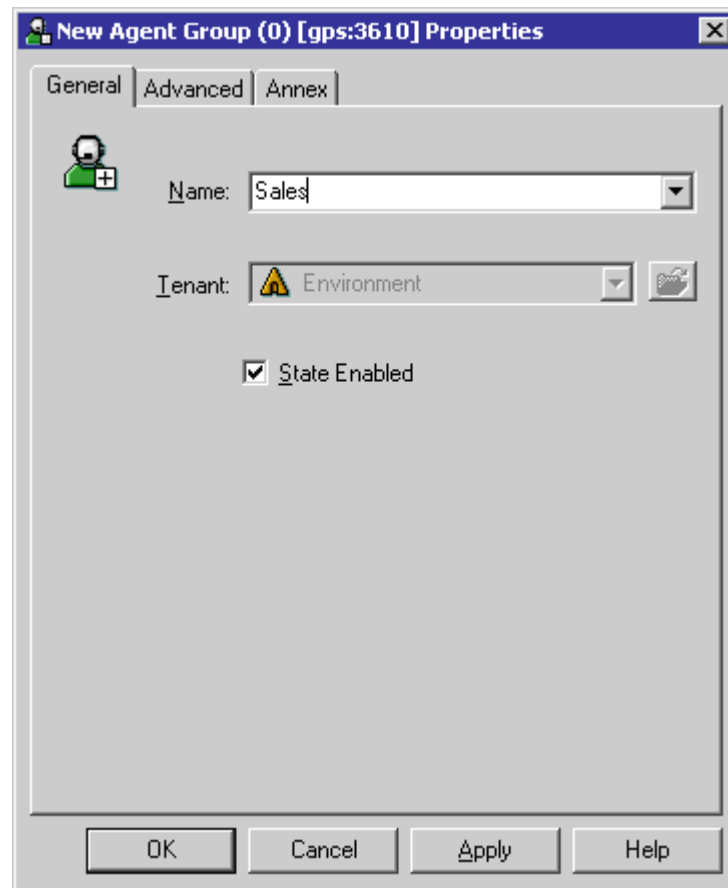 New Agent Group (0) [gps:3610] Properties
General Advanced Annex
Name: Sales
Tenant: Environment
State Enabled
OK Cancel Apply Help